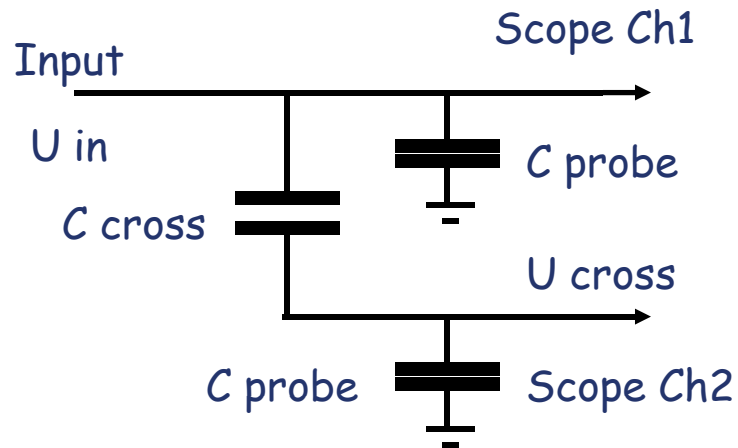 Scope Ch1
Input
U in
C probe
C cross
U cross
C probe
Scope Ch2